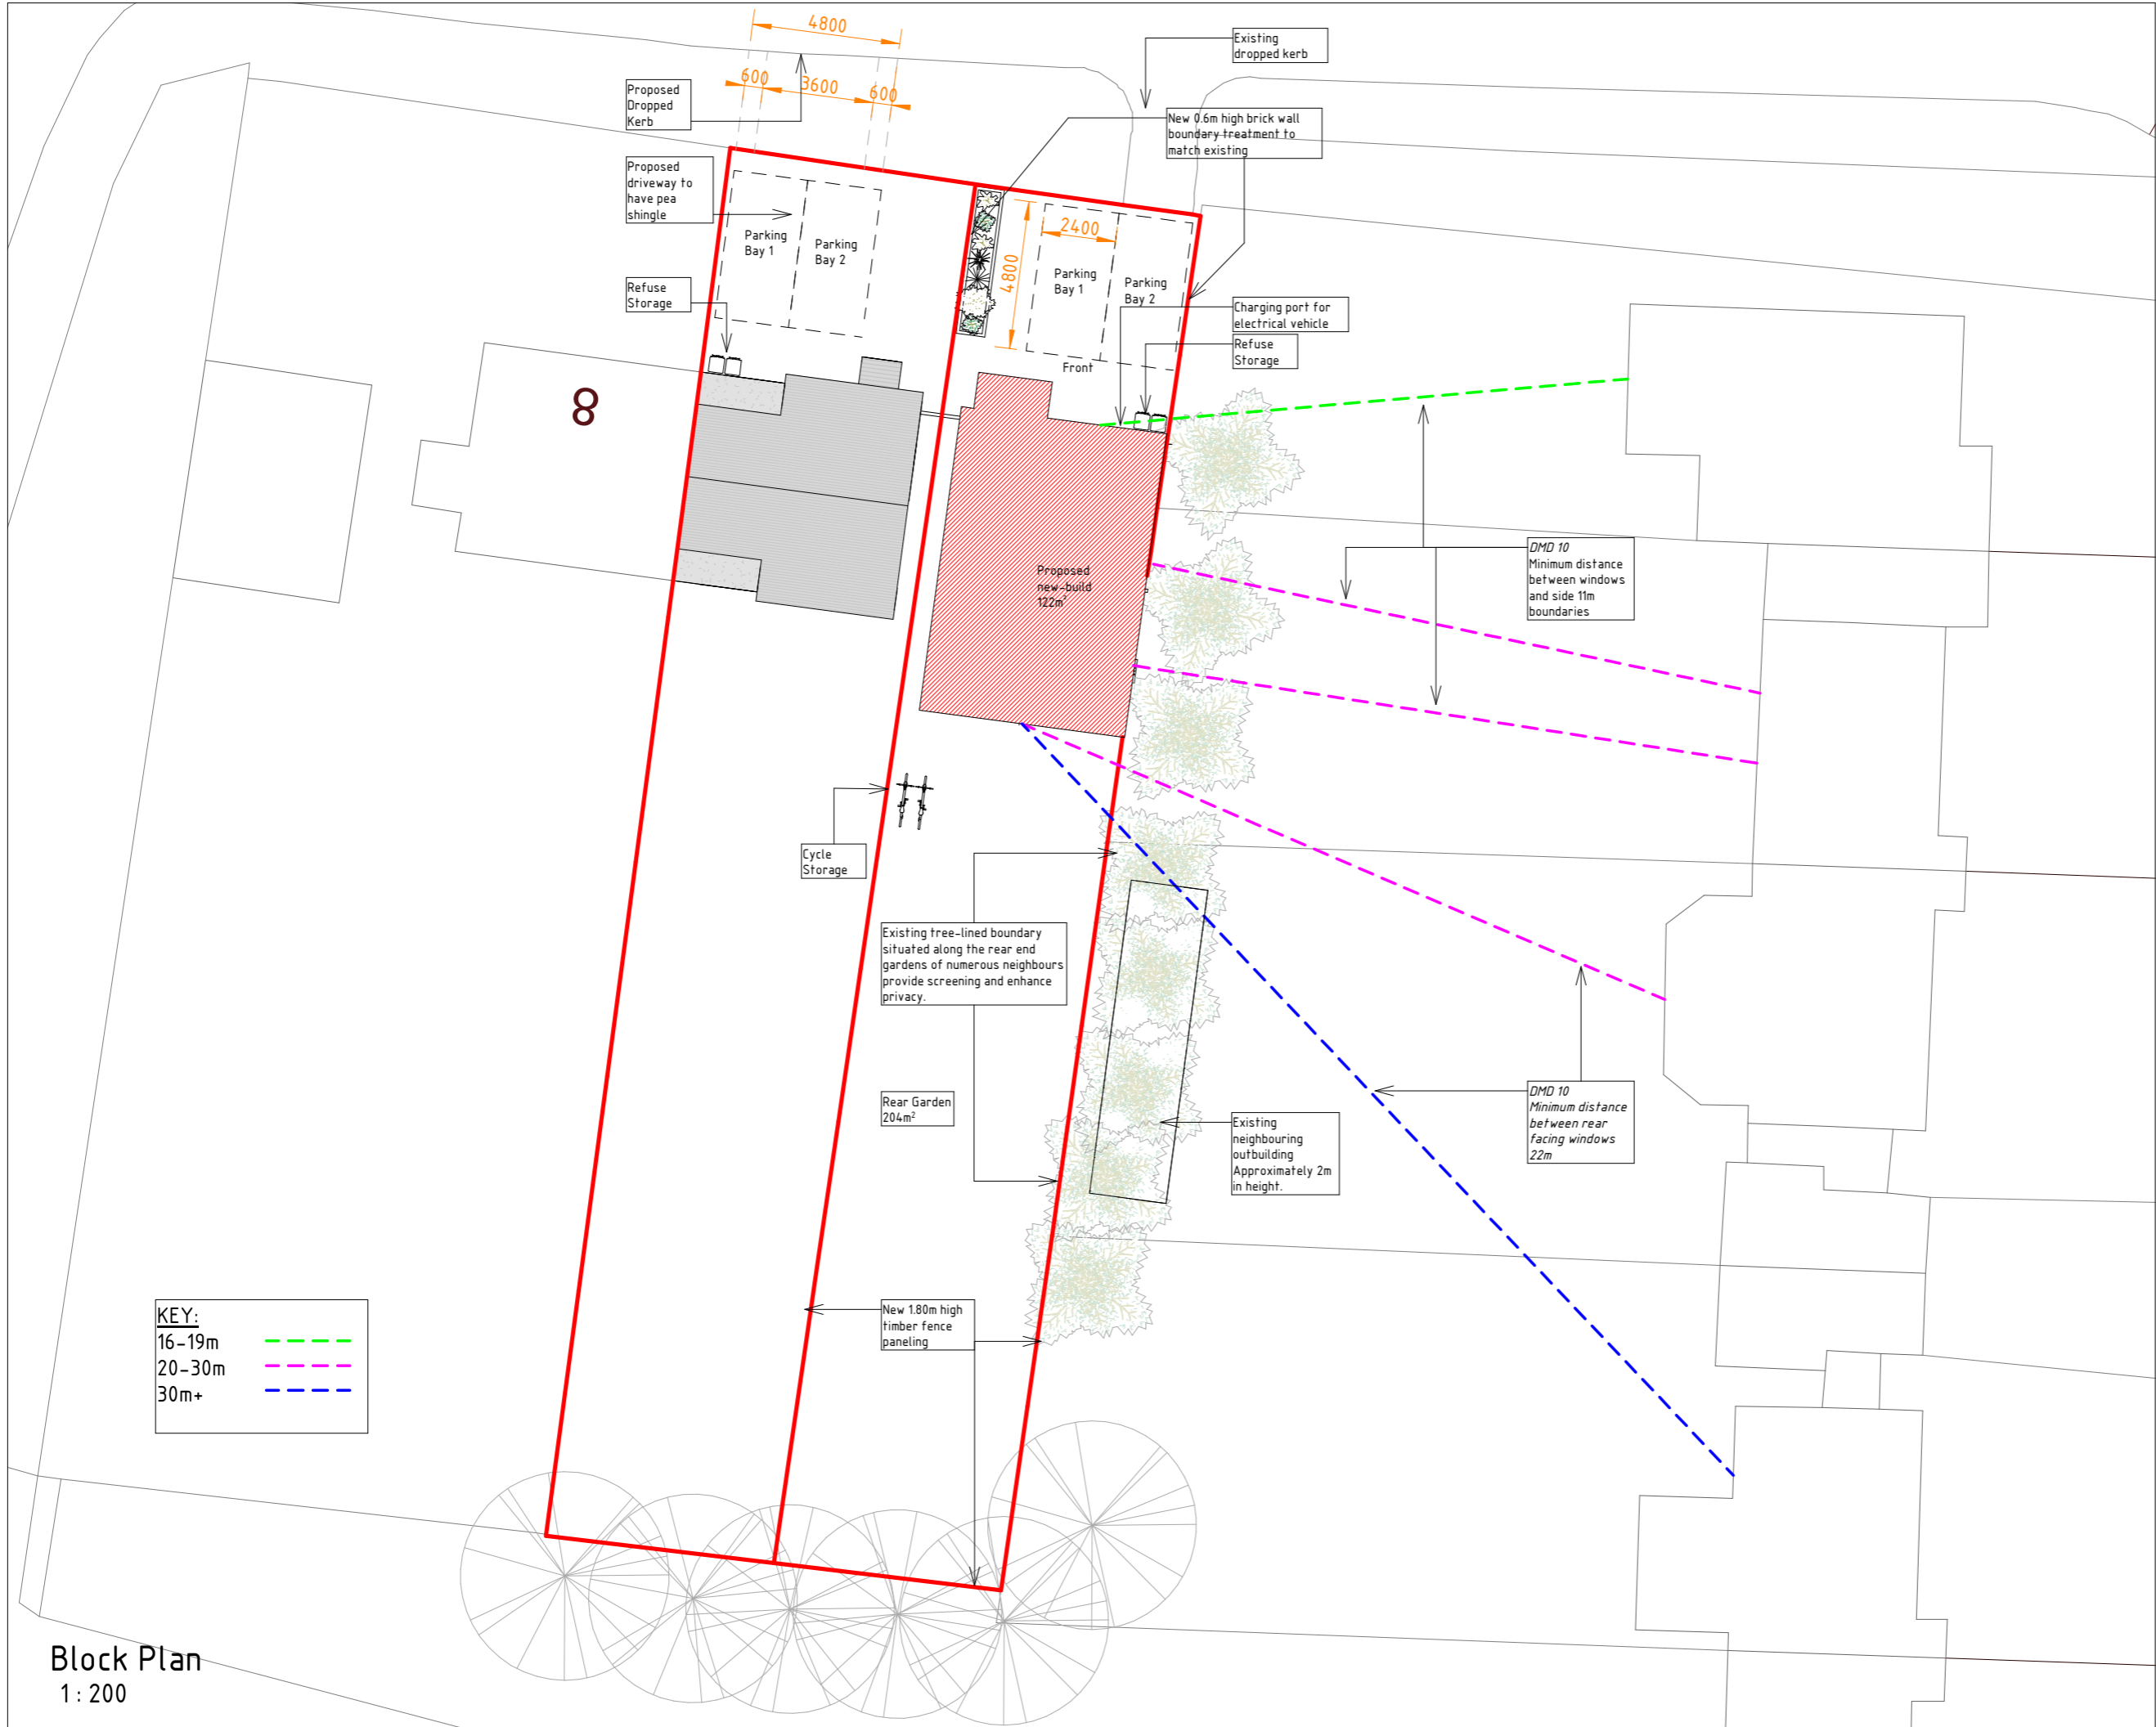 4800
600
3600
600
Existing
dropped kerb
Proposed
Dropped
Kerb
New 0.6m high brick wall
boundary treatment to
match existing
Proposed
driveway to
have pea
shingle
Parking
Bay 1
Parking
Bay 2
2400
4800
Parking
Bay 1
Parking
Bay 2
Refuse
Storage
Charging port for
electrical vehicle
Refuse
Storage
Front
8
DMD 10
Minimum distance
between windows
and side 11m
boundaries
Proposed
new-build
122m²
Cycle
Storage
Existing tree-lined boundary
situated along the rear end
gardens of numerous neighbours
provide screening and enhance
privacy.
Rear Garden
204m²
Existing
neighbouring
outbuilding
Approximately 2m
in height.
DMD 10
Minimum distance
between rear
facing windows
22m
New 1.80m high
timber fence
paneling
KEY:
16-19m
20-30m
30m+
Block Plan
1 : 200